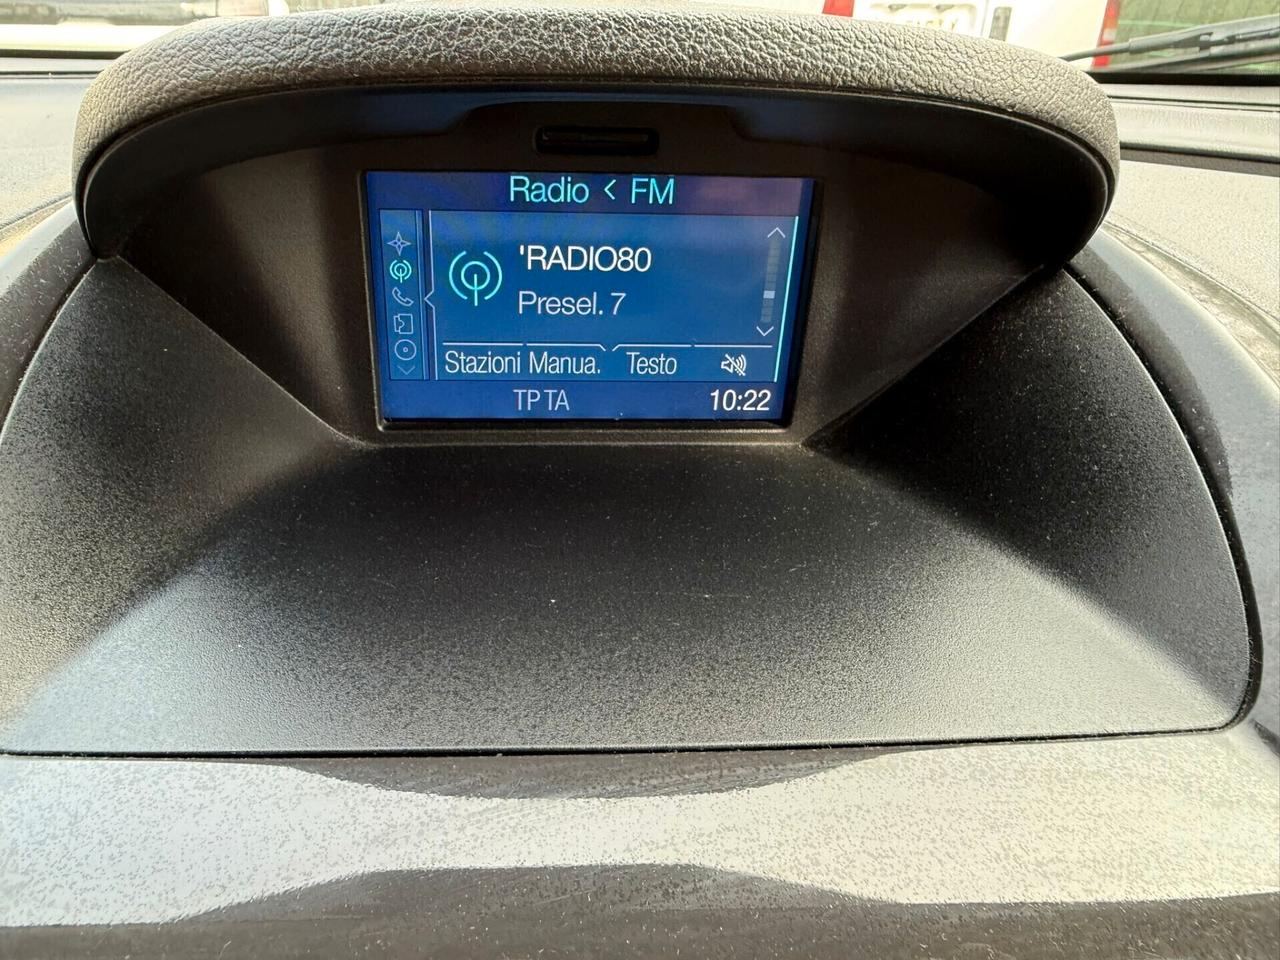 Radio < FM
'RADIO80
Presel. 7
Stazioni Manua. Testo
TP TA 10:22